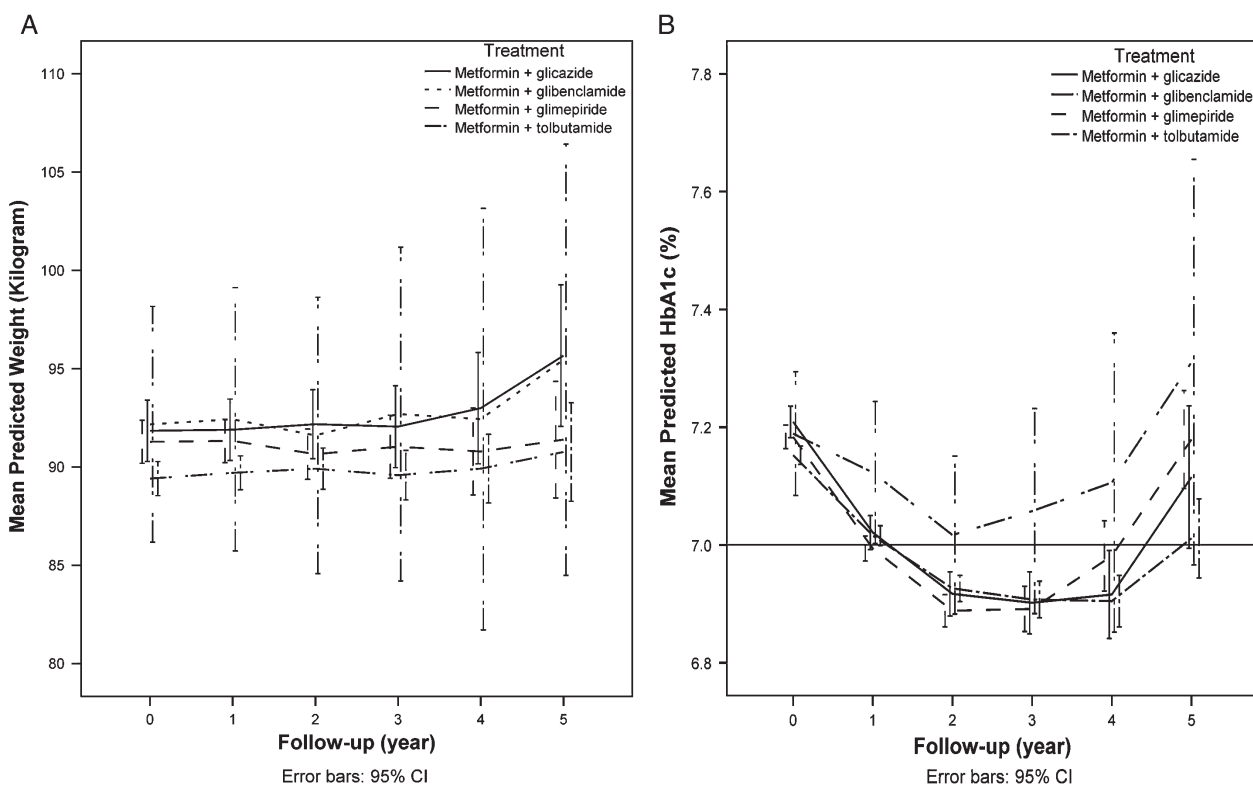 A
Treatment
Metformin + glicazide
Metformin + glibenclamide
Metformin + glimepiride
Metformin + tolbutamide
Mean Predicted Weight (Kilogram)
110
105
100
95
90
85
80
0 1 2 3 4 5
Follow-up (year)
Error bars: 95% CI
B
Treatment
Metformin + glicazide
Metformin + glibenclamide
Metformin + glimepiride
Metformin + tolbutamide
Mean Predicted HbA1c (%)
7.8
7.6
7.4
7.2
7.0
6.8
0 1 2 3 4 5
Follow-up (year)
Error bars: 95% CI